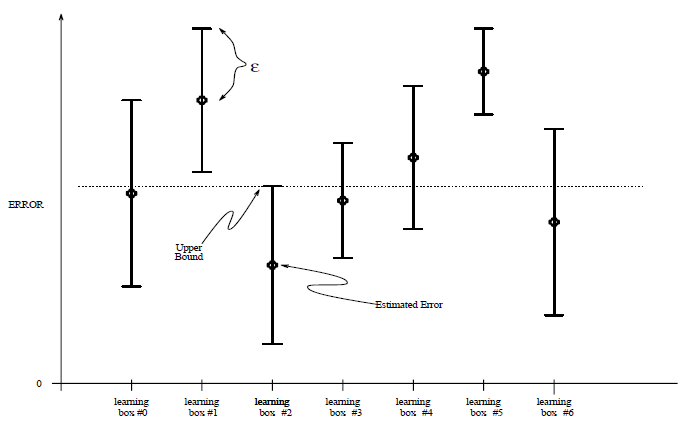 ε
ERROR
Upper
Bound
Estimated Error
0
learning
box #0
learning
box #1
learning
box #2
learning
box #3
learning
box #4
learning
box #5
learning
box #6